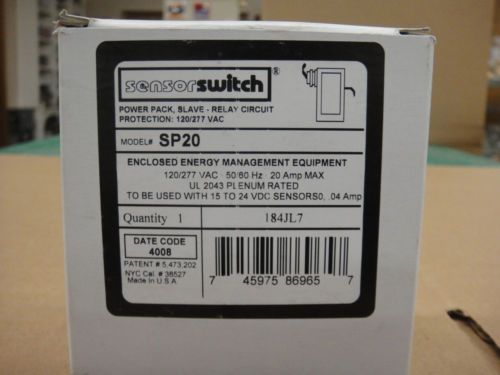 sensorswitch®
POWER PACK, SLAVE - RELAY CIRCUIT
PROTECTION: 120/277 VAC
MODEL# SP20
ENCLOSED ENERGY MANAGEMENT EQUIPMENT
120/277 VAC 50/60 Hz 20 Amp MAX
UL 2043 PLENUM RATED
TO BE USED WITH 15 TO 24 VDC SENSORS0, .04 Amp
Quantity 1 184JL7
DATE CODE
4008
PATENT # 5,473,202
NYC Cal. # 38527
Made In U.S.A
7 45975 86965 7